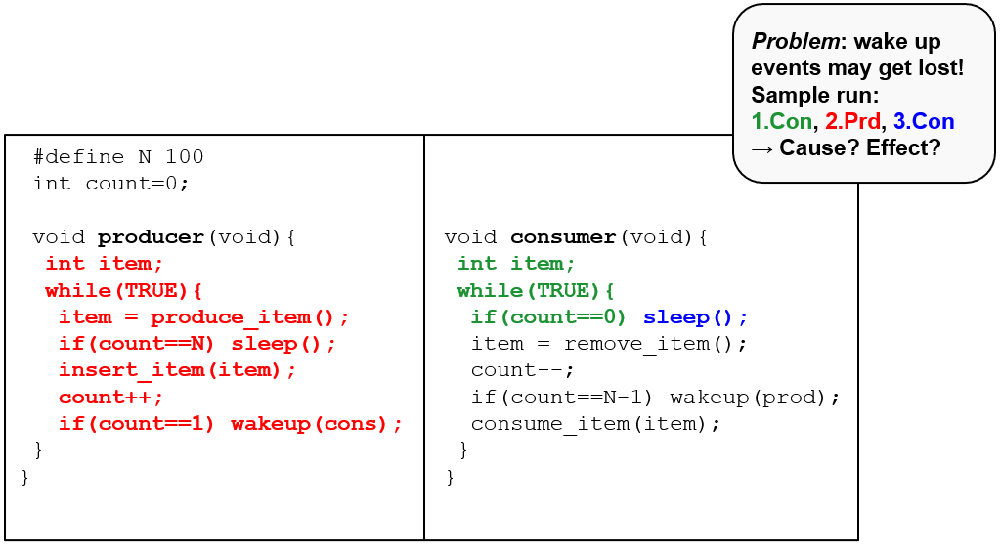 Problem: wake up
events may get lost!
Sample run:
1.Con, 2.Prd, 3.Con
→ Cause? Effect?
#define N 100
int count=0;
void producer(void){
int item;
while(TRUE){
item = produce_item();
if(count==N) sleep();
insert_item(item);
count++;
if(count==1) wakeup(cons);
}
}
void consumer(void){
int item;
while(TRUE){
if(count==0) sleep();
item = remove_item();
count--;
if(count==N-1) wakeup(prod);
consume_item(item);
}
}